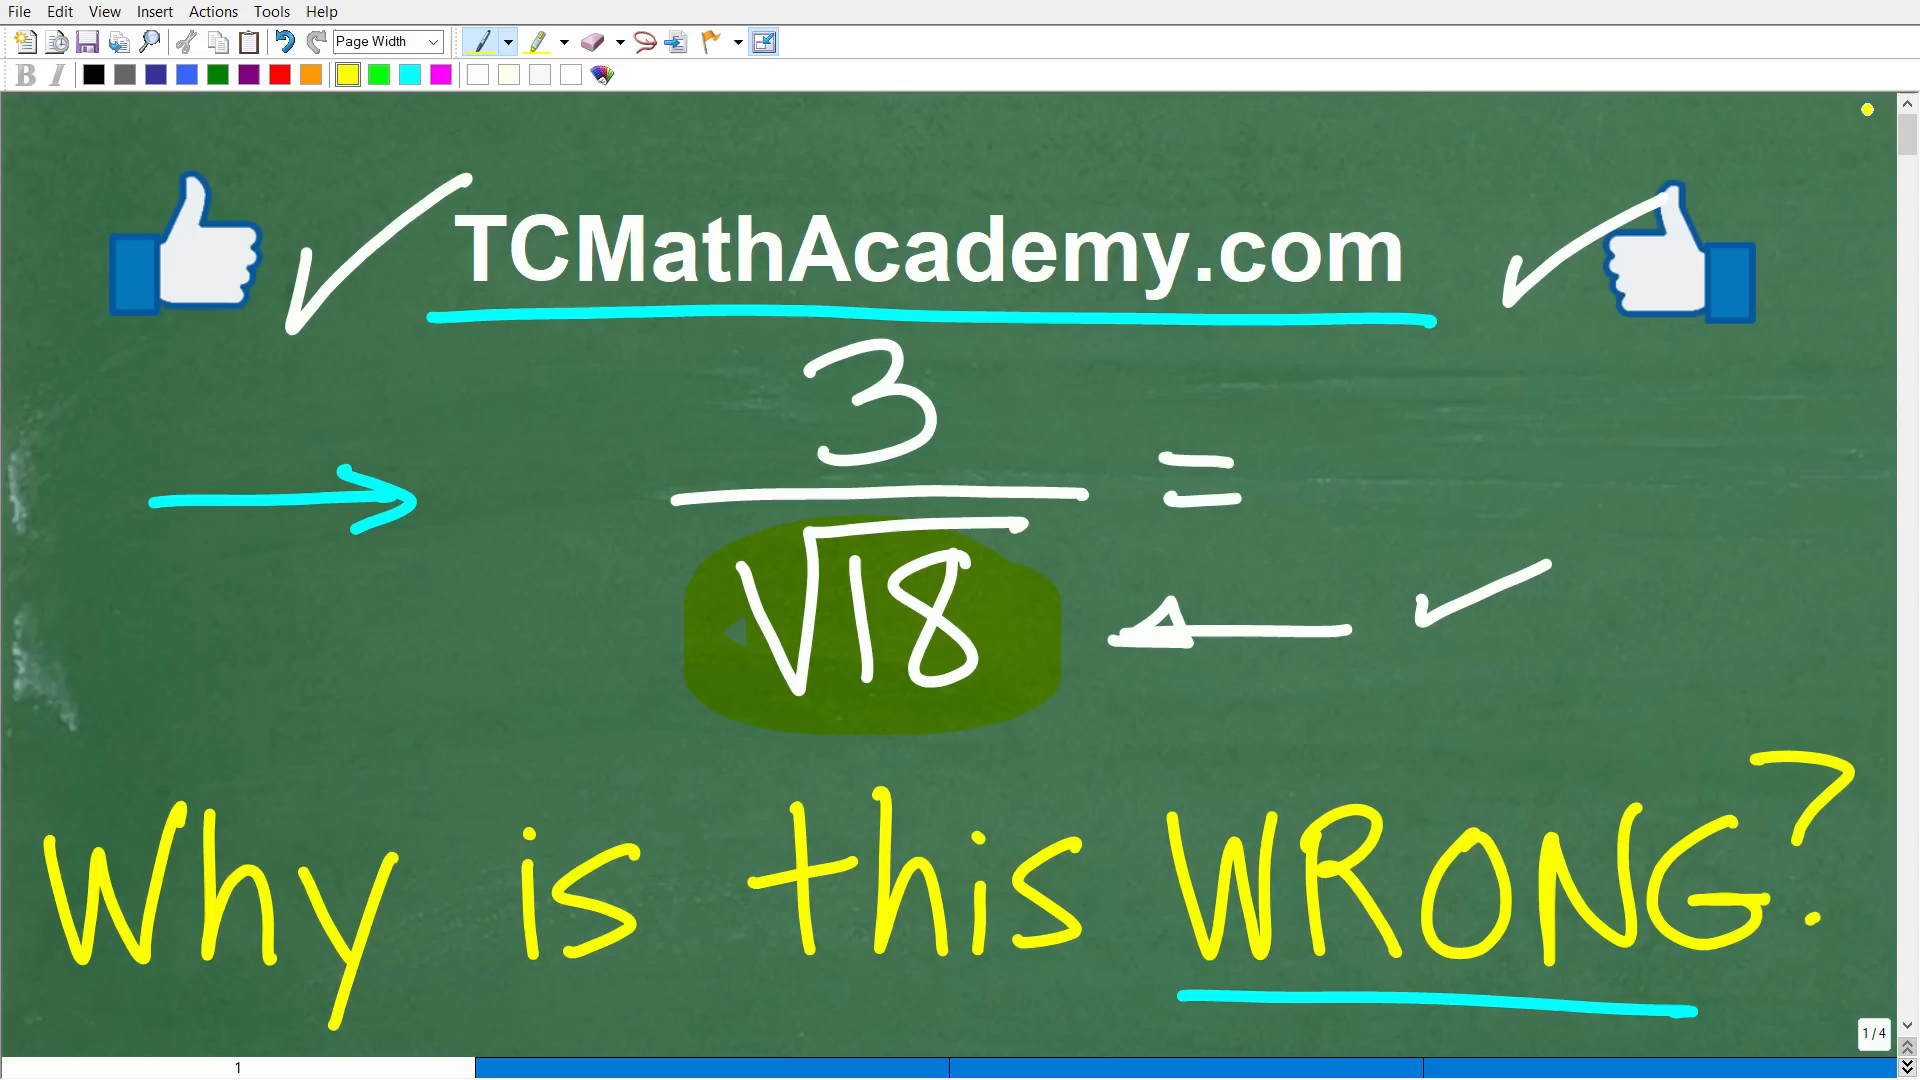 File Edit View Insert Actions Tools Help
Page Width
B I
TCMathAcademy.com
3
=
√18
Why is this WRONG?
1 / 4
1